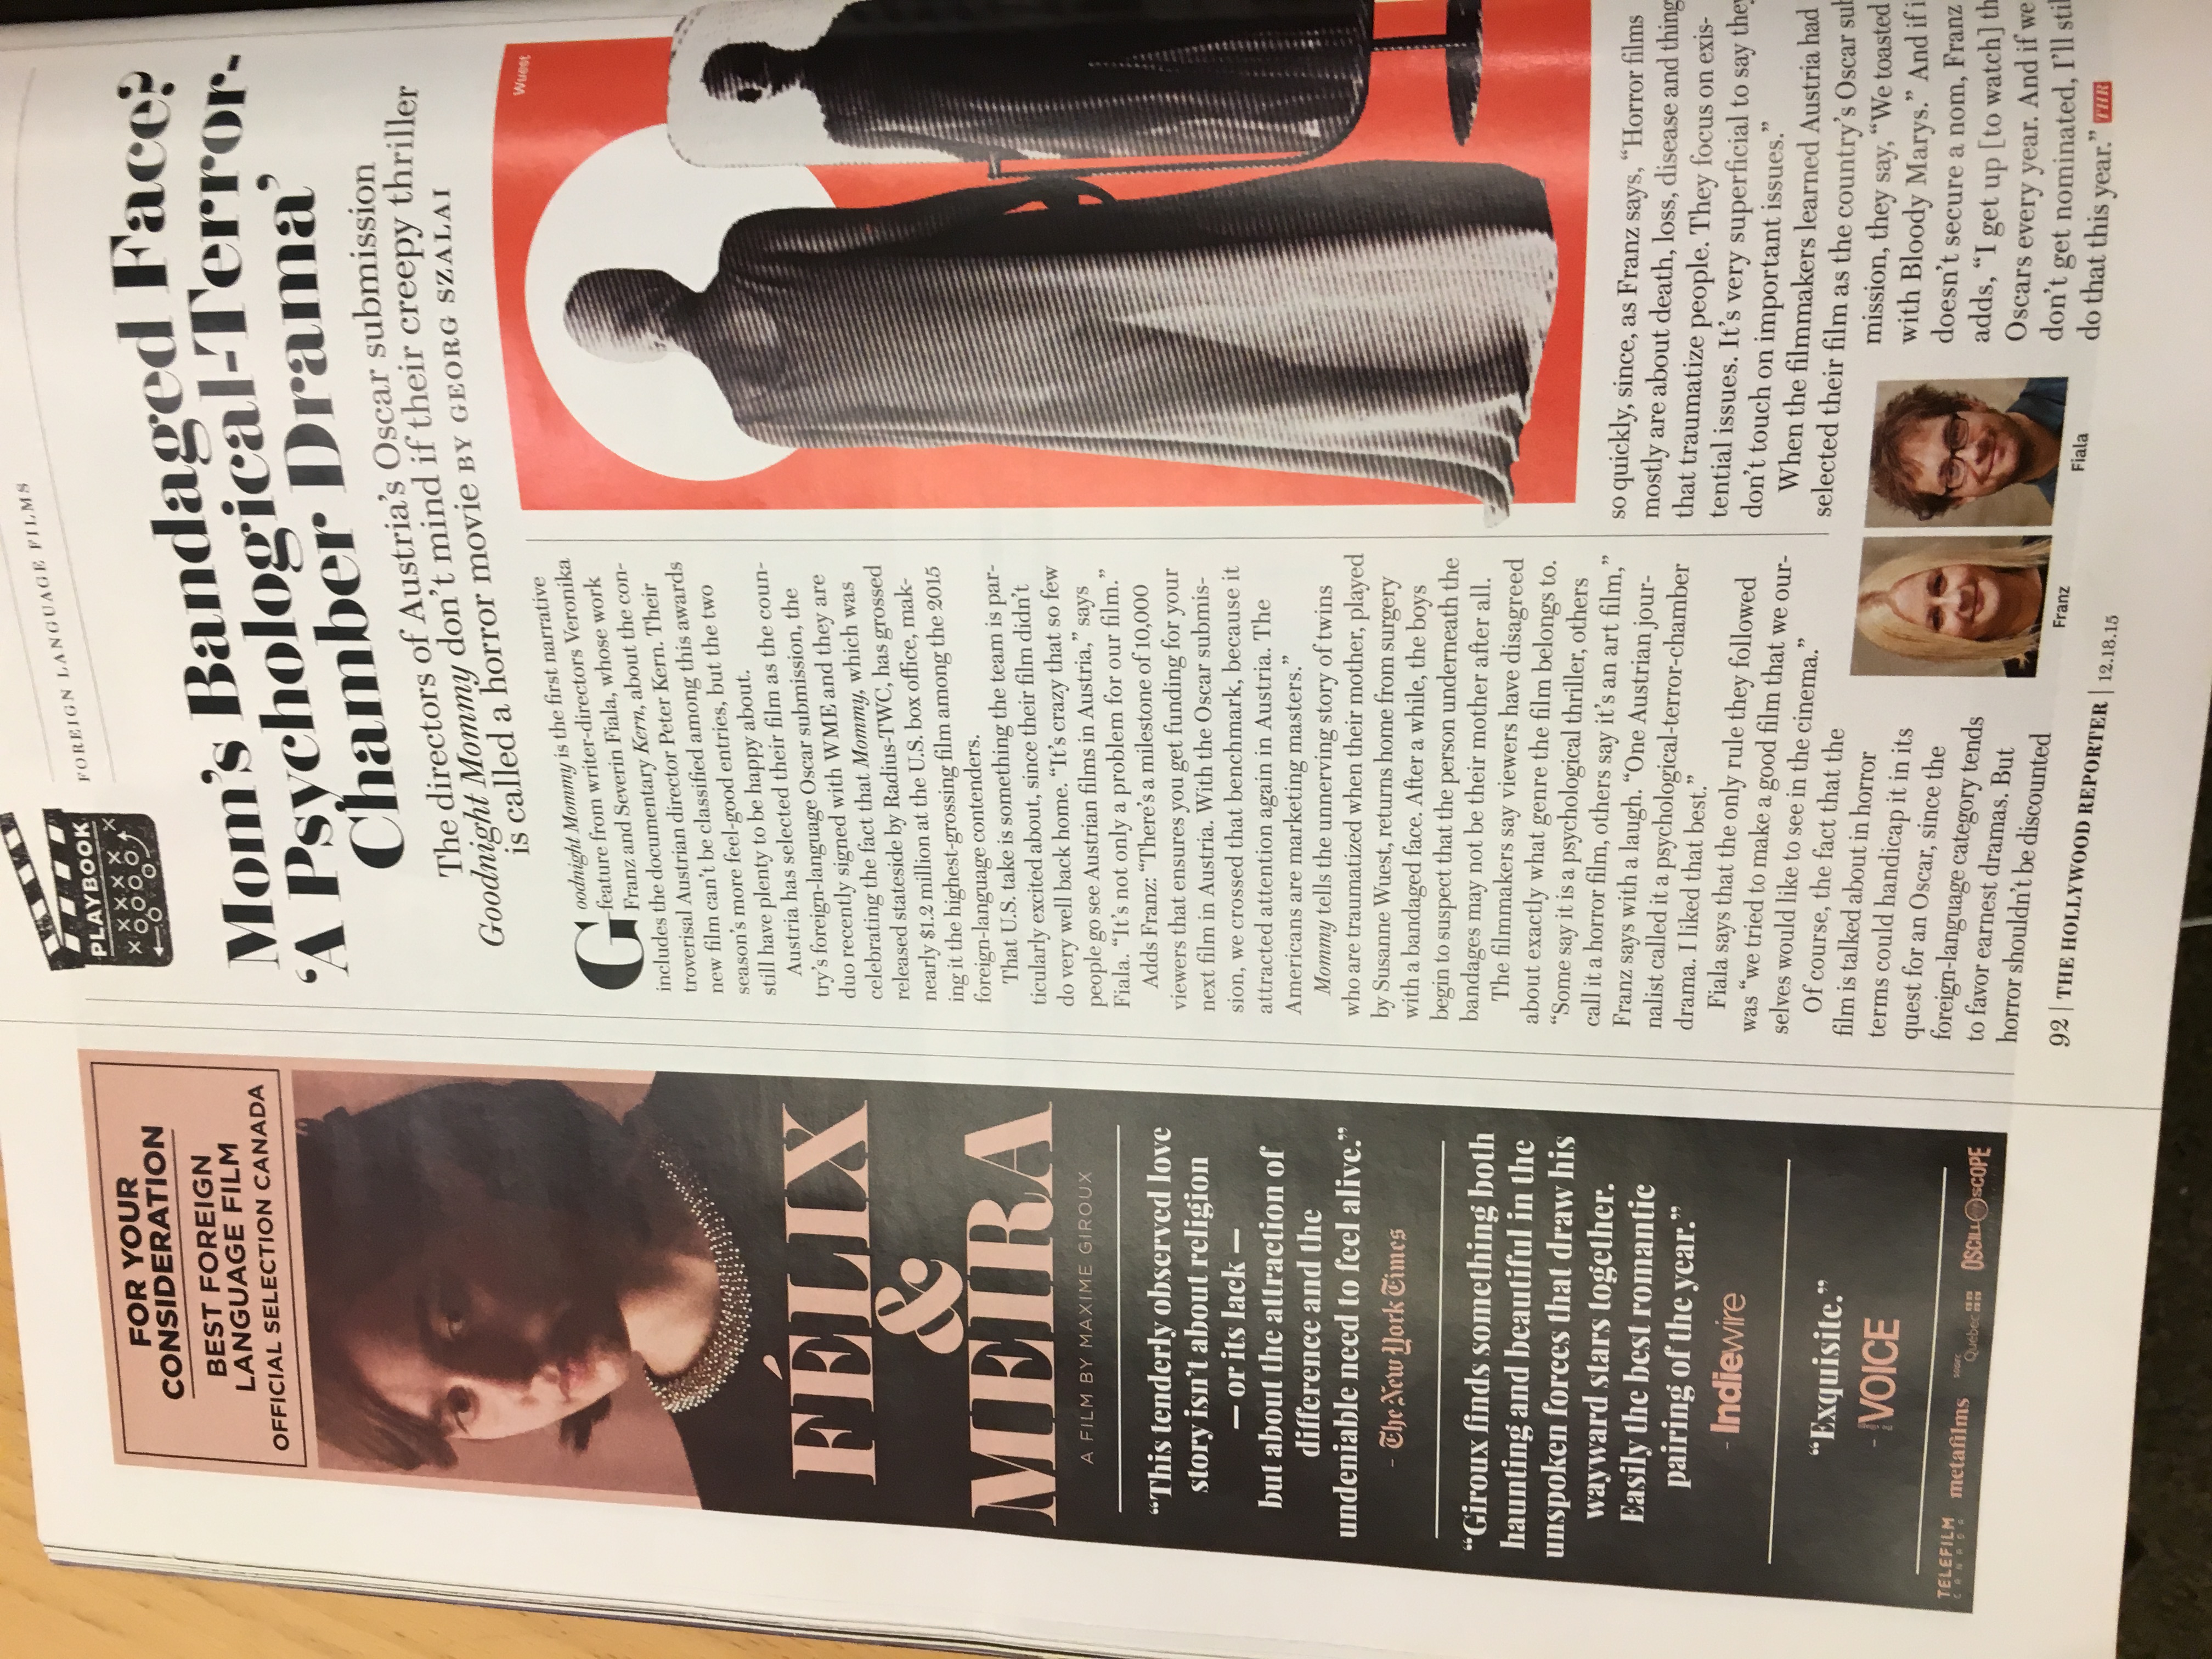 FOR YOUR
CONSIDERATION
BEST FOREIGN
LANGUAGE FILM
OFFICIAL SELECTION CANADA
FÉLIX
&
MEIRA
A FILM BY MAXIME GIROUX
“This tenderly observed love
story isn’t about religion
— or its lack —
but about the attraction of
difference and the
undeniable need to feel alive.”
- The New York Times
“Giroux finds something both
haunting and beautiful in the
unspoken forces that draw his
wayward stars together.
Easily the best romantic
pairing of the year.”
- Indiewire
“Exquisite.”
- VOICE
TELEFILM
CANADA
metafilms
Québec
OSCILLOSCOPE
PLAYBOOK
FOREIGN LANGUAGE FILMS
Mom’s Bandaged Face?
‘A Psychological-Terror-
Chamber Drama’
The directors of Austria’s Oscar submission
Goodnight Mommy don’t mind if their creepy thriller
is called a horror movie BY GEORG SZALAI
Goodnight Mommy is the first narrative
feature from writer-directors Veronika
Franz and Severin Fiala, whose work
includes the documentary Kern, about the con-
troverisal Austrian director Peter Kern. Their
new film can’t be classified among this awards
season’s more feel-good entries, but the two
still have plenty to be happy about.
Austria has selected their film as the coun-
try’s foreign-language Oscar submission, the
duo recently signed with WME and they are
celebrating the fact that Mommy, which was
released stateside by Radius-TWC, has grossed
nearly $1.2 million at the U.S. box office, mak-
ing it the highest-grossing film among the 2015
foreign-language contenders.
That U.S. take is something the team is par-
ticularly excited about, since their film didn’t
do very well back home. “It’s crazy that so few
people go see Austrian films in Austria,” says
Fiala. “It’s not only a problem for our film.”
Adds Franz: “There’s a milestone of 10,000
viewers that ensures you get funding for your
next film in Austria. With the Oscar submis-
sion, we crossed that benchmark, because it
attracted attention again in Austria. The
Americans are marketing masters.”
Mommy tells the unnerving story of twins
who are traumatized when their mother, played
by Susanne Wuest, returns home from surgery
with a bandaged face. After a while, the boys
begin to suspect that the person underneath the
bandages may not be their mother after all.
The filmmakers say viewers have disagreed
about exactly what genre the film belongs to.
“Some say it is a psychological thriller, others
call it a horror film, others say it’s an art film,”
Franz says with a laugh. “One Austrian jour-
nalist called it a psychological-terror-chamber
drama. I liked that best.”
Fiala says that the only rule they followed
was “we tried to make a good film that we our-
selves would like to see in the cinema.”
Of course, the fact that the
film is talked about in horror
terms could handicap it in its
quest for an Oscar, since the
foreign-language category tends
to favor earnest dramas. But
horror shouldn’t be discounted
Wuest
so quickly, since, as Franz says, “Horror films
mostly are about death, loss, disease and thing
that traumatize people. They focus on exis-
tential issues. It’s very superficial to say they
don’t touch on important issues.”
When the filmmakers learned Austria had
selected their film as the country’s Oscar sub
mission, they say, “We toasted
with Bloody Marys.” And if i
doesn’t secure a nom, Franz
adds, “I get up [to watch] th
Oscars every year. And if we
don’t get nominated, I’ll stil
do that this year.” THR
Franz
Fiala
92 | THE HOLLYWOOD REPORTER | 12.18.15